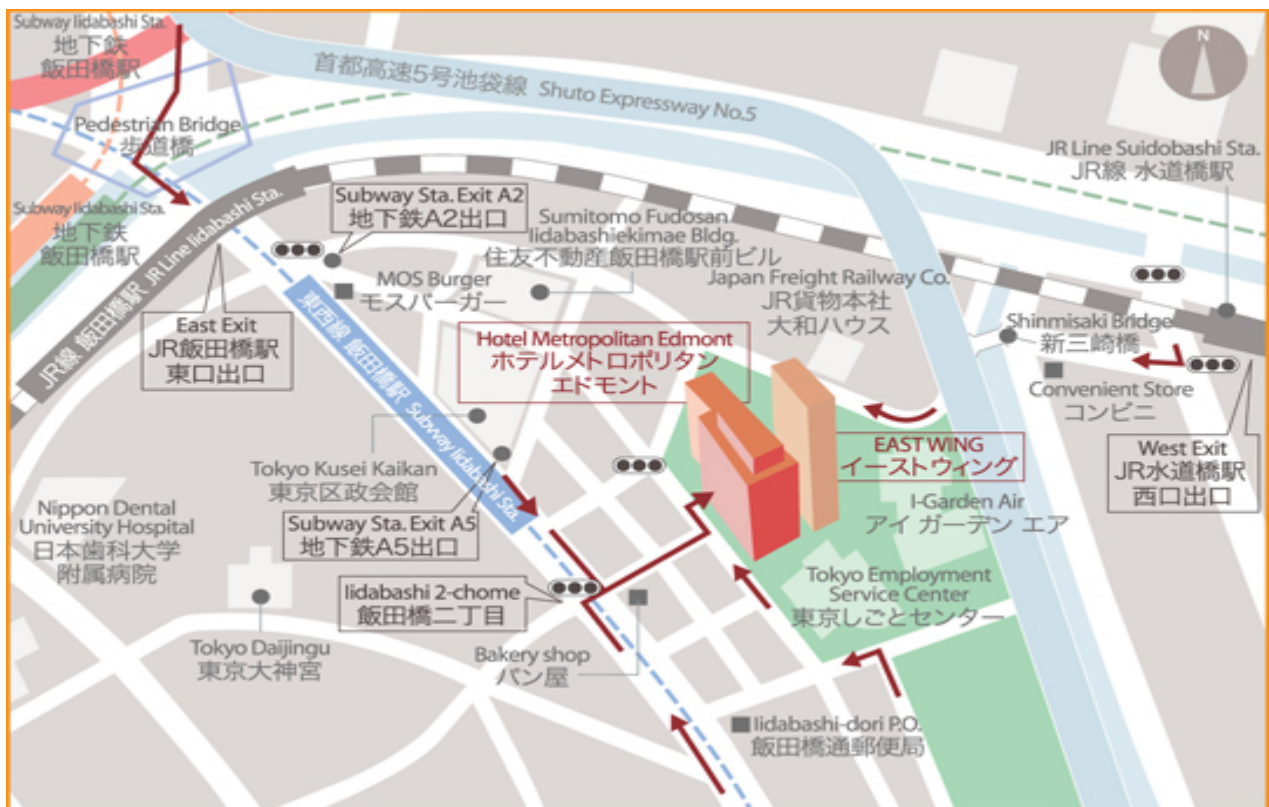 Subway Iidabashi Sta.
地下鉄
飯田橋駅
首都高速5号池袋線 Shuto Expressway No.5
N
Pedestrian Bridge
歩道橋
JR Line Suidobashi Sta.
JR線 水道橋駅
Subway Iidabashi Sta.
地下鉄
飯田橋駅
JR線 飯田橋駅 JR Line Iidabashi Sta.
Subway Sta. Exit A2
地下鉄A2出口
Sumitomo Fudosan
Iidabashiekimae Bldg.
住友不動産飯田橋駅前ビル
MOS Burger
モスバーガー
Japan Freight Railway Co.
JR貨物本社
大和ハウス
East Exit
JR飯田橋駅
東口出口
東西線 飯田橋駅 Subway Iidabashi Sta.
Hotel Metropolitan Edmont
ホテルメトロポリタン
エドモント
Shinmisaki Bridge
新三崎橋
Convenient Store
コンビニ
West Exit
JR水道橋駅
西口出口
EAST WING
イーストウィング
Tokyo Kusei Kaikan
東京区政会館
I-Garden Air
アイ ガーデン エア
Nippon Dental
University Hospital
日本歯科大学
附属病院
Subway Sta. Exit A5
地下鉄A5出口
Tokyo Employment
Service Center
東京しごとセンター
Iidabashi 2-chome
飯田橋二丁目
Tokyo Daijingu
東京大神宮
Bakery shop
パン屋
Iidabashi-dori P.O.
飯田橋通郵便局